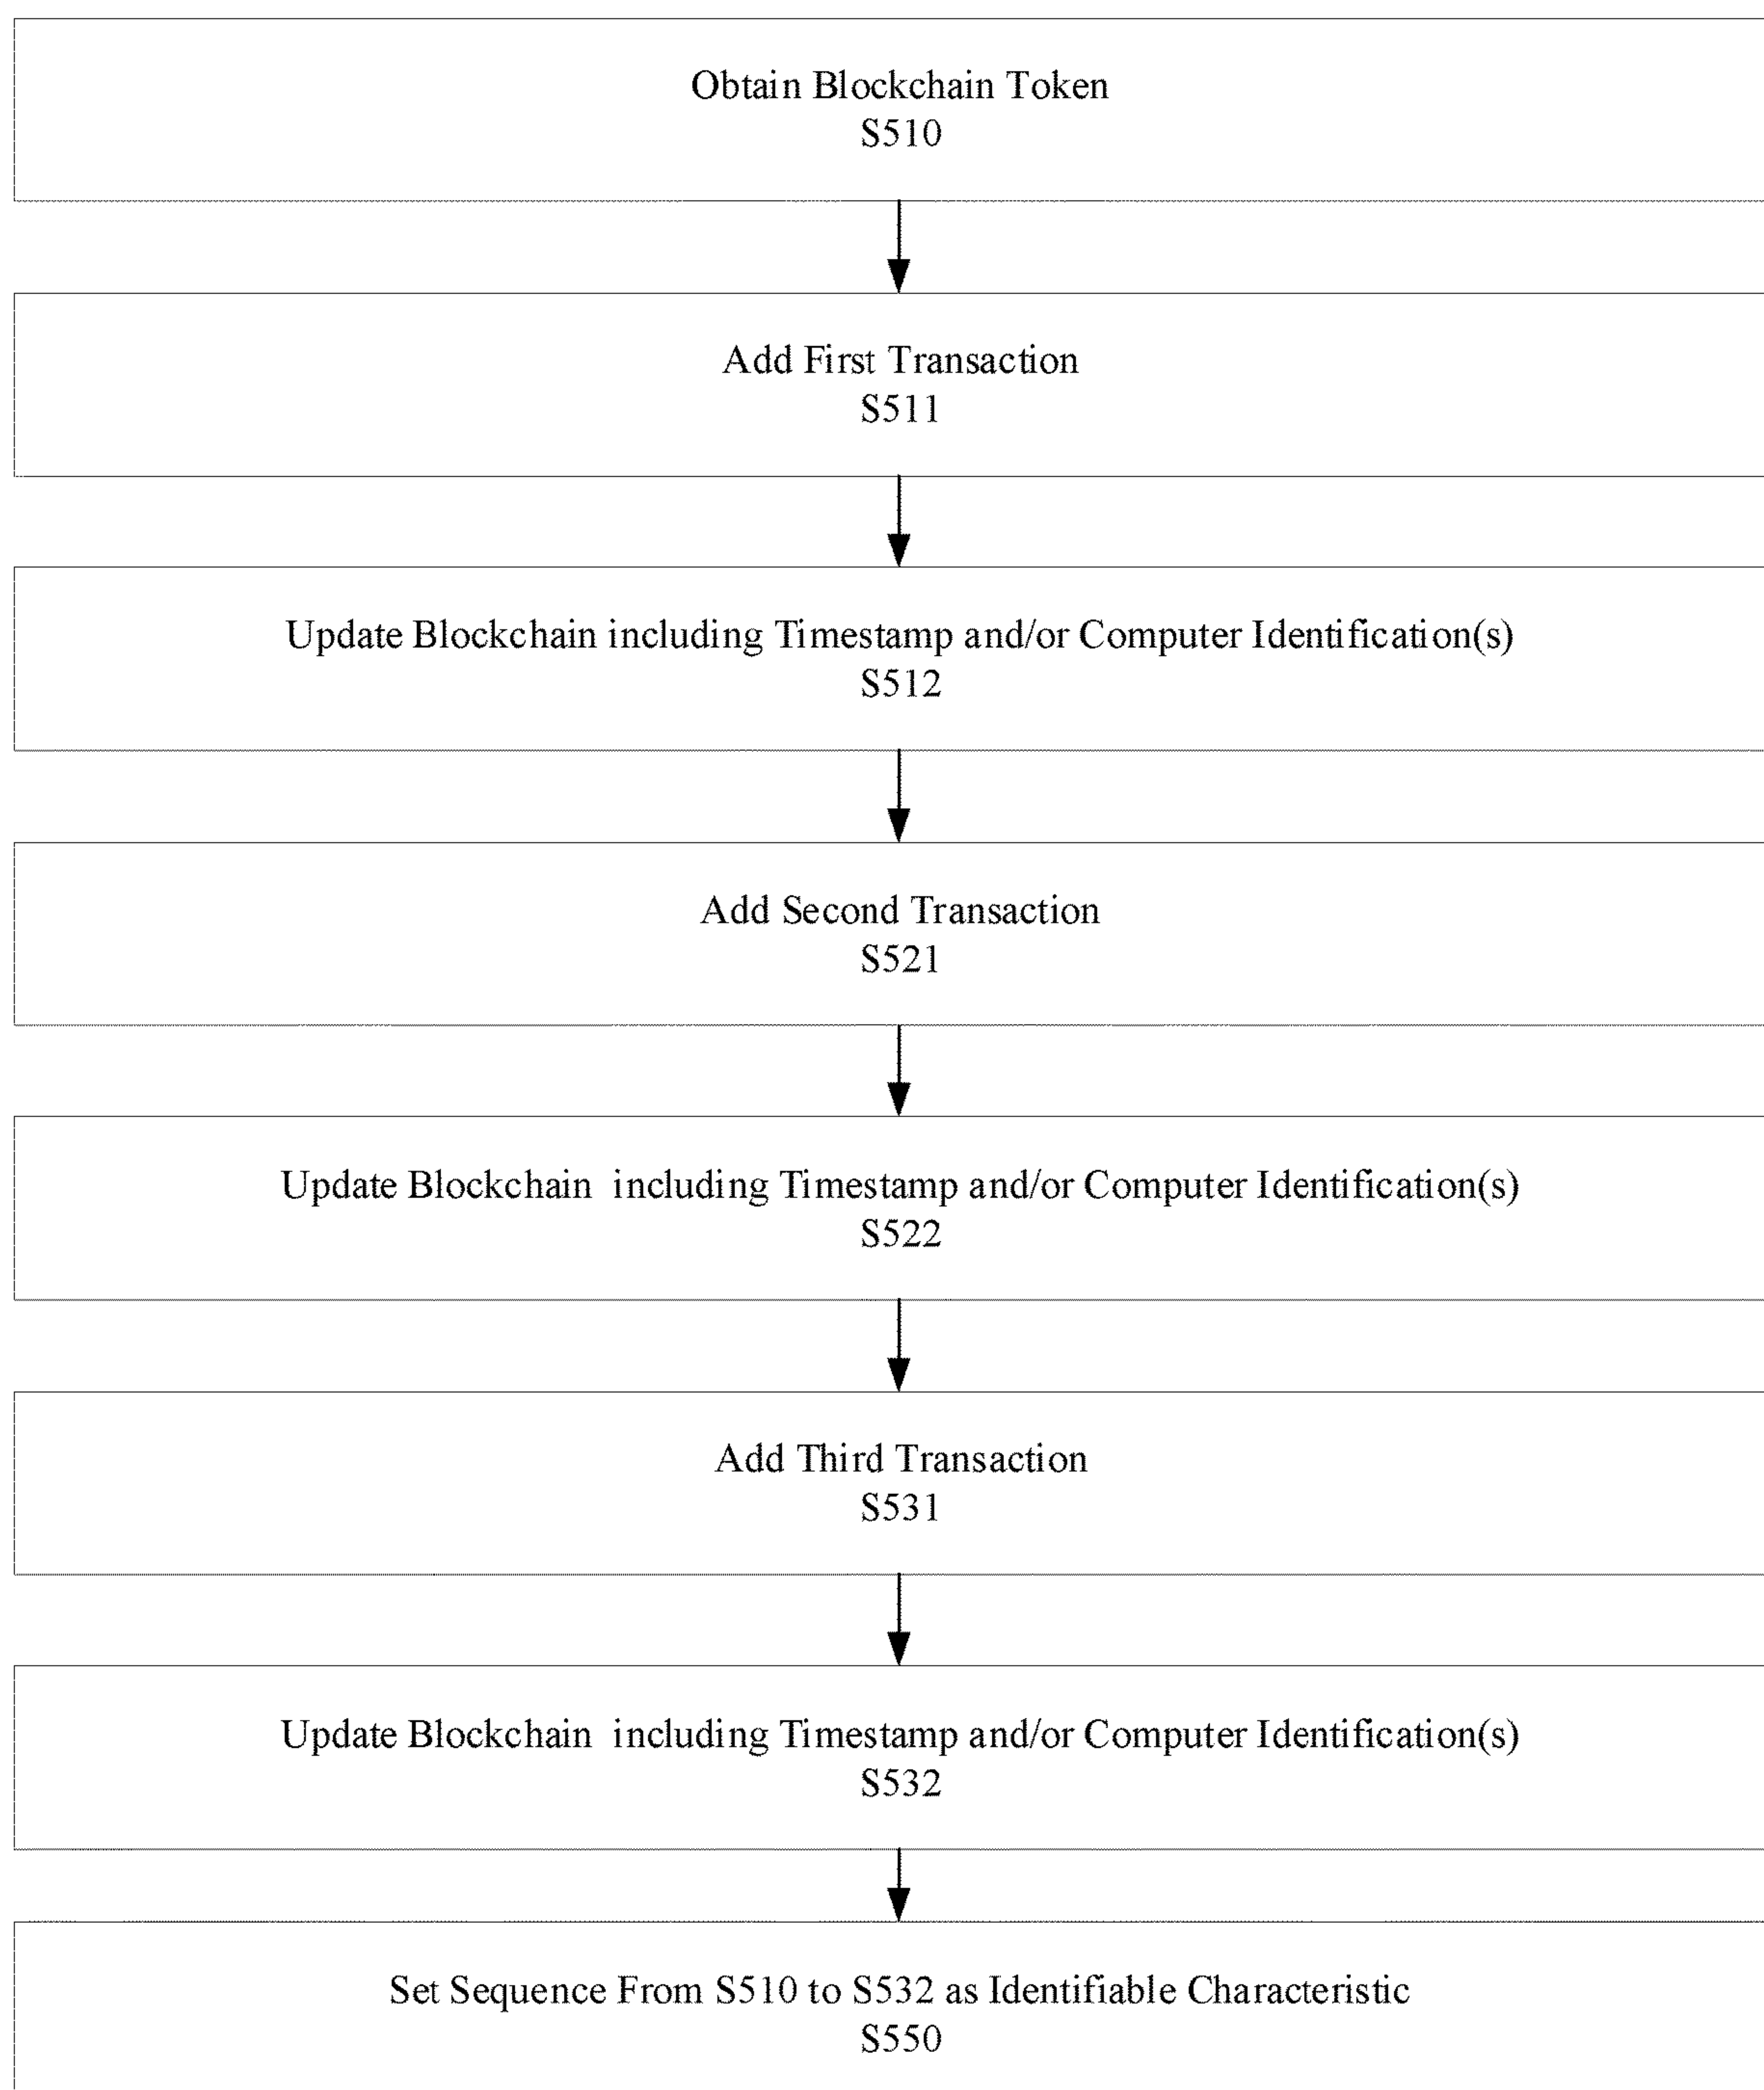 Obtain Blockchain Token
S510
Add First Transaction
S511
Update Blockchain including Timestamp and/or Computer Identification(s)
S512
Add Second Transaction
S521
Update Blockchain including Timestamp and/or Computer Identification(s)
S522
Add Third Transaction
S531
Update Blockchain including Timestamp and/or Computer Identification(s)
S532
Set Sequence From S510 to S532 as Identifiable Characteristic
S550